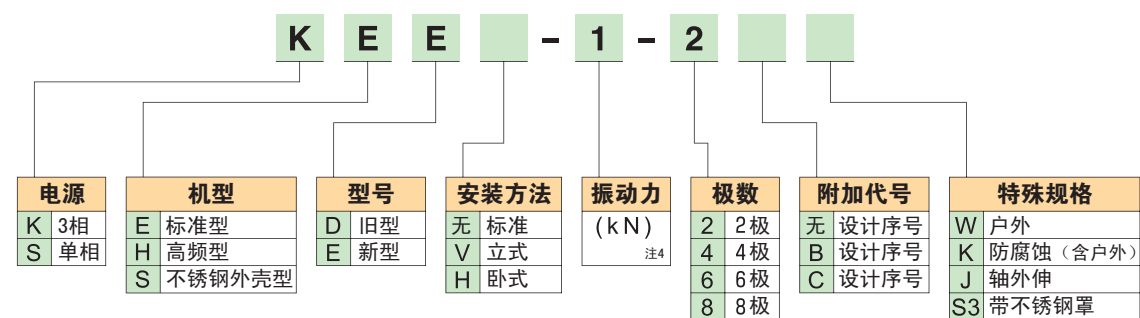 K E E - 1 - 2
电源
K 3相
S 单相
机型
E 标准型
H 高频型
S 不锈钢外壳型
型号
D 旧型
E 新型
安装方法
无 标准
V 立式
H 卧式
振动力
(kN)
注4
极数
2 2极
4 4极
6 6极
8 8极
附加代号
无 设计序号
B 设计序号
C 设计序号
特殊规格
W 户外
K 防腐蚀（含户外）
J 轴外伸
S3 带不锈钢罩